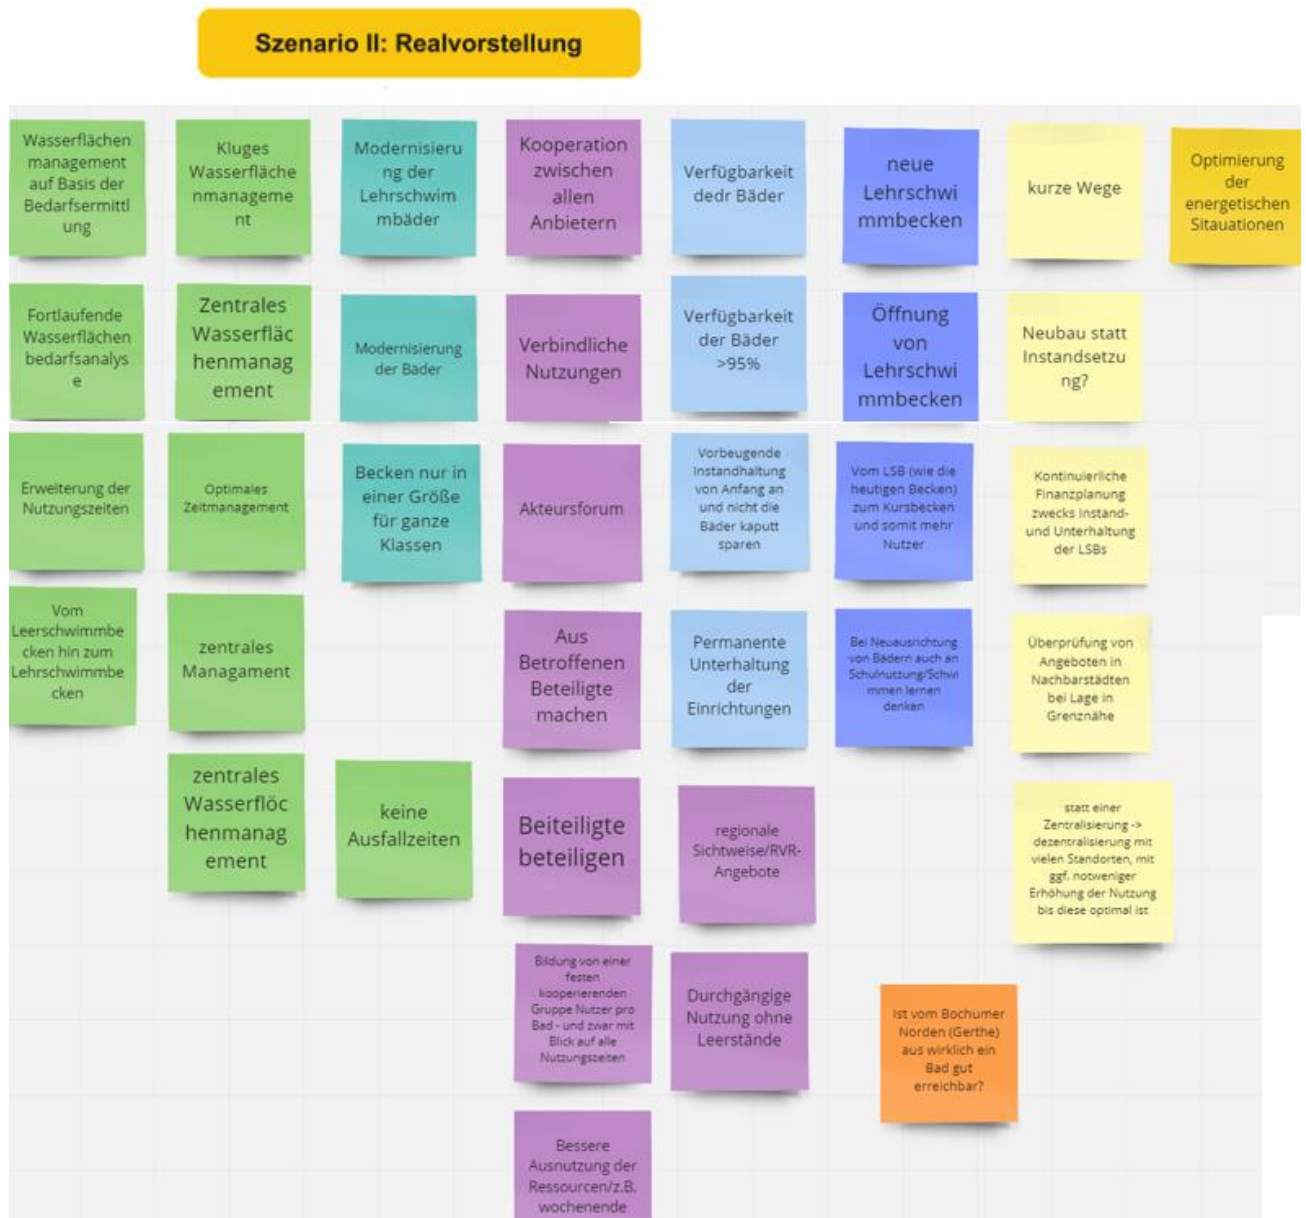 Szenario II: Realvorstellung
Wasserflächen
management
auf Basis der
Bedarfsermittl
ung
Kluges
Wasserfläche
nmanageme
nt
Modernisieru
ng der
Lehrschwim
mbäder
Kooperation
zwischen
allen
Anbietern
Verfügbarkeit
dedr Bäder
neue
Lehrschwi
mmbecken
kurze Wege
Optimierung
der
energetischen
Sitauationen
Fortlaufende
Wasserflächen
bedarfsanalys
e
Zentrales
Wasserfläc
henmanag
ement
Modernisierung
der Bäder
Verbindliche
Nutzungen
Verfügbarkeit
der Bäder
>95%
Öffnung
von
Lehrschwi
mmbecken
Neubau statt
Instandsetzu
ng?
Erweiterung der
Nutzungszeiten
Optimales
Zeitmanagement
Becken nur in
einer Größe
für ganze
Klassen
Akteursforum
Vorbeugende
Instandhaltung
von Anfang an
und nicht die
Bäder kaputt
sparen
Vom LSB (wie die
heutigen Becken)
zum Kursbecken
und somit mehr
Nutzer
Kontinuierliche
Finanzplanung
zwecks Instand-
und Unterhaltung
der LSBs
Vom
Leerschwimmbe
cken hin zum
Lehrschwimmbe
cken
zentrales
Managament
Aus
Betroffenen
Beteiligte
machen
Permanente
Unterhaltung
der
Einrichtungen
Bei Neuausrichtung
von Bädern auch an
Schulnutzung/Schwi
mmen lernen
denken
Überprüfung von
Angeboten in
Nachbarstädten
bei Lage in
Grenznähe
zentrales
Wasserflöc
henmanag
ement
keine
Ausfallzeiten
Beiteiligte
beteiligen
regionale
Sichtweise/RVR-
Angebote
statt einer
Zentralisierung ->
dezentralisierung mit
vielen Standorten, mit
ggf. notweniger
Erhöhung der Nutzung
bis diese optimal ist
Bildung von einer
festen
kooperierenden
Gruppe Nutzer pro
Bad - und zwar mit
Blick auf alle
Nutzungszeiten
Durchgängige
Nutzung ohne
Leerstände
Ist vom Bochumer
Norden (Gerthe)
aus wirklich ein
Bad gut
erreichbar?
Bessere
Ausnutzung der
Ressourcen/z.B.
wochenende